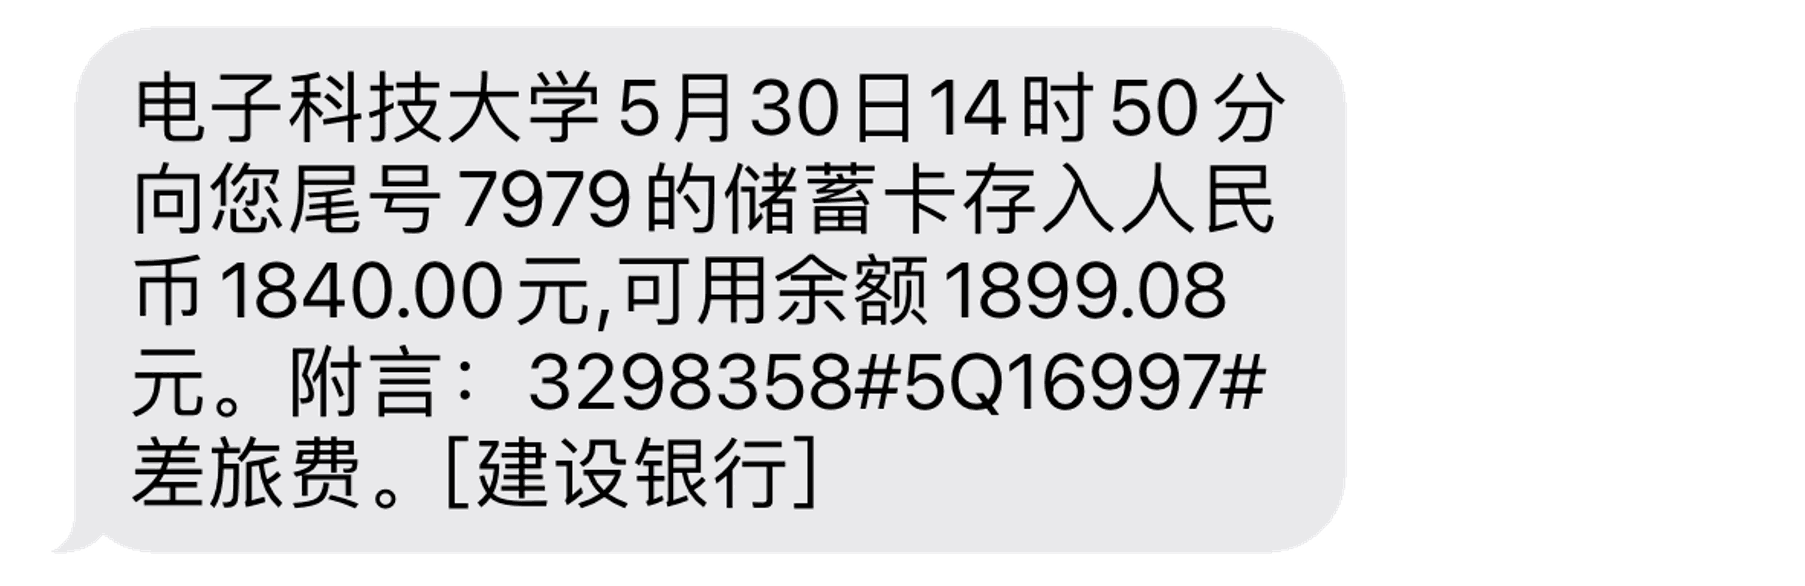 电子科技大学5月30日14时50分
向您尾号7979的储蓄卡存入人民
币1840.00元,可用余额1899.08
元。附言：3298358#5Q16997#
差旅费。[建设银行]